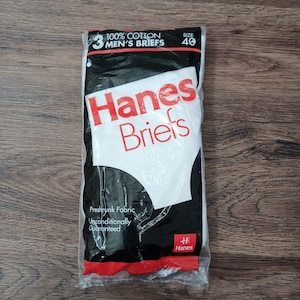 3 100% COTTON
MEN'S BRIEFS
SIZE
40
Hanes
Briefs
Preshrunk Fabric
Unconditionally
Guaranteed
H
Hanes